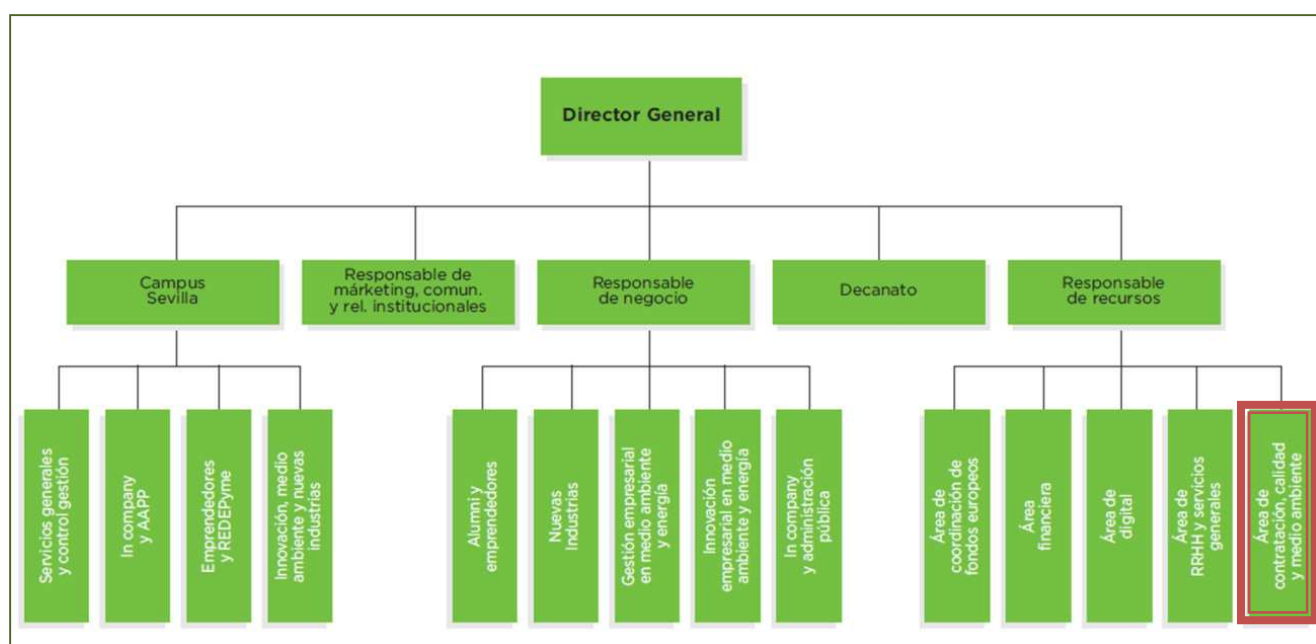 Director General
Campus
Sevilla
Responsable de
márketing, comun.
y rel. institucionales
Responsable
de negocio
Decanato
Responsable
de recursos
Servicios generales
y control gestión
In company
y AAPP
Emprendedores
y REDEPyme
Innovación, medio
ambiente y nuevas
industrias
Alumni y
emprendedores
Nuevas
Industrias
Gestión empresarial
en medio ambiente
y energía
Innovación
empresarial en medio
ambiente y energía
In company
y administración
pública
Área de
coordinación de
fondos europeos
Área
financiera
Área de
digital
Área de
RRHH y servicios
generales
Área de
contratación, calidad
y medio ambiente